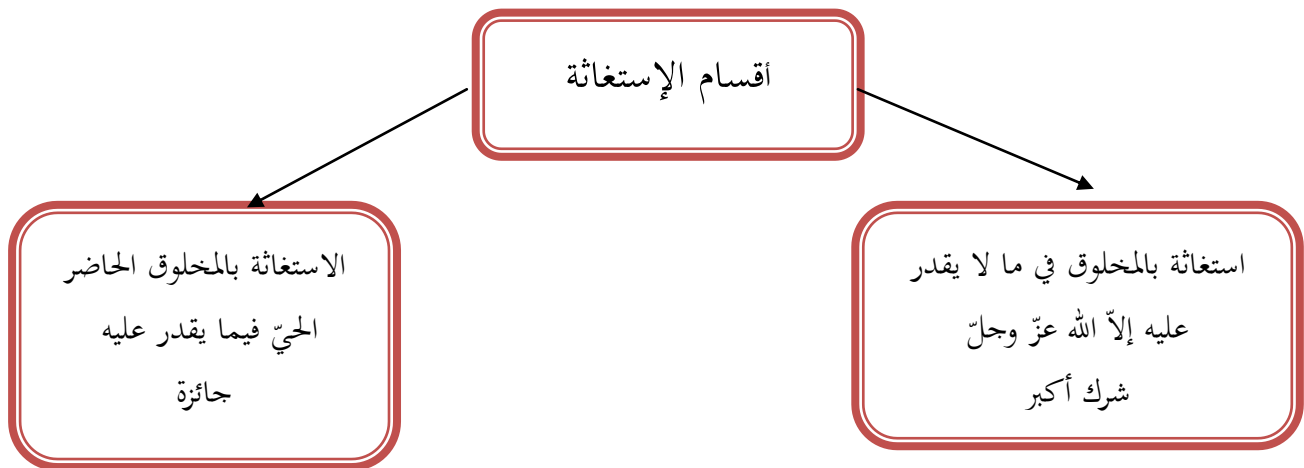 أقسام الإستغاثة
استغاثة بالمخلوق في ما لا يقدر
عليه إلاّ الله عزّ وجلّ
شرك أكبر
الاستغاثة بالمخلوق الحاضر
الحيّ فيما يقدر عليه
جائزة